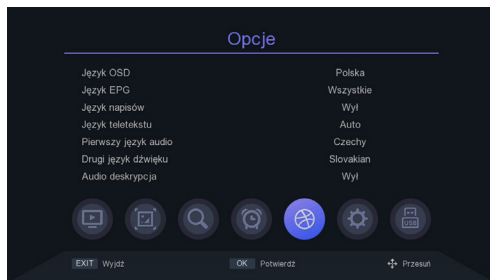 Opcje
Język OSD Polska
Język EPG Wszystkie
Język napisów Wył
Język teletekstu Auto
Pierwszy język audio Czechy
Drugi język dźwięku Slovakian
Audio deskrypcja Wył
USB
EXIT Wyjdź OK Potwierdź Przesuń